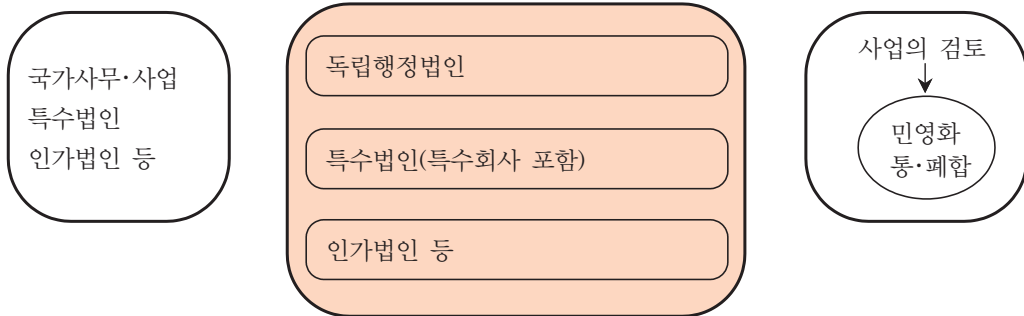 국가사무·사업
특수법인
인가법인 등
독립행정법인
특수법인(특수회사 포함)
인가법인 등
사업의 검토
민영화
통·폐합